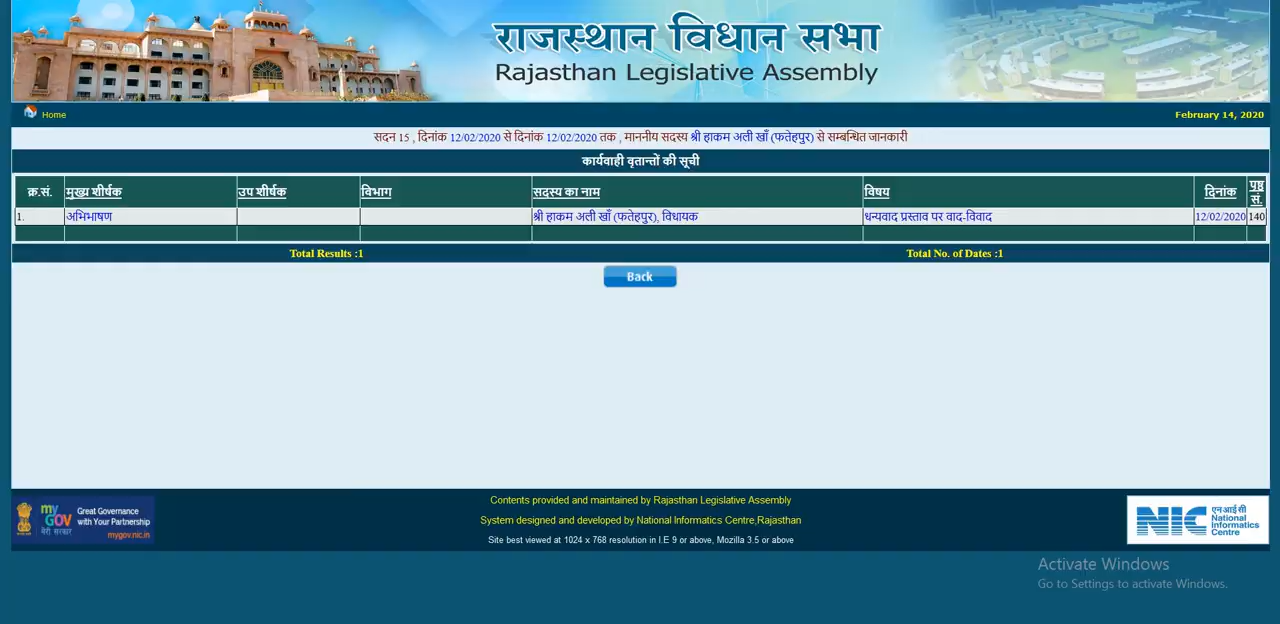 राजस्थान विधान सभा
Rajasthan Legislative Assembly
Home
February 14, 2020
सदन 15 , दिनांक 12/02/2020 से दिनांक 12/02/2020 तक , माननीय सदस्य श्री हाकम अली खाँ (फतेहपुर) से सम्बन्धित जानकारी
कार्यवाही वृतान्तों की सूची
क्र.सं. मुख्य शीर्षक उप शीर्षक विभाग सदस्य का नाम विषय दिनांक पृष्ठ सं.
1. अभिभाषण श्री हाकम अली खाँ (फतेहपुर), विधायक धन्यवाद प्रस्ताव पर वाद-विवाद 12/02/2020 140
Total Results :1 Total No. of Dates :1
Back
Contents provided and maintained by Rajasthan Legislative Assembly
System designed and developed by National Informatics Centre,Rajasthan
Site best viewed at 1024 x 768 resolution in I.E 9 or above, Mozilla 3.5 or above
my GOV मेरी सरकार
Great Governance
with Your Partnership
mygov.nic.in
NIC एनआईसी
National
Informatics
Centre
Activate Windows
Go to Settings to activate Windows.